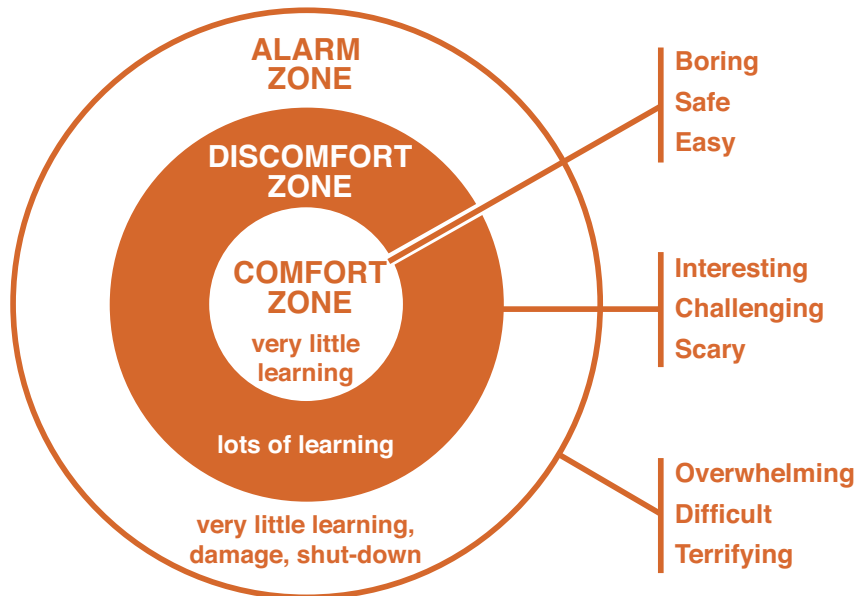 ALARM
ZONE
DISCOMFORT
ZONE
COMFORT
ZONE
very little
learning
lots of learning
very little learning,
damage, shut-down
Boring
Safe
Easy
Interesting
Challenging
Scary
Overwhelming
Difficult
Terrifying